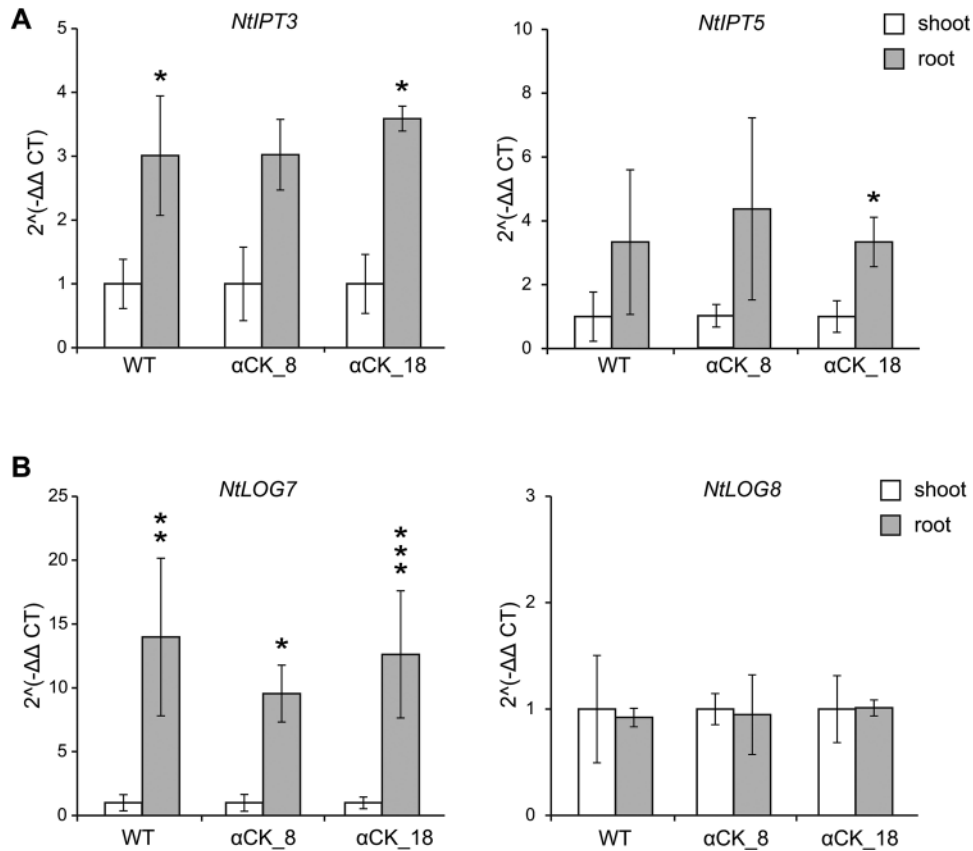 A
NtIPT3
NtIPT5
shoot
root
5
4
3
2
1
0
2^(-ΔΔ CT)
*
*
WT
αCK_8
αCK_18
10
8
6
4
2
0
2^(-ΔΔ CT)
*
WT
αCK_8
αCK_18
B
NtLOG7
NtLOG8
shoot
root
25
20
15
10
5
0
2^(-ΔΔ CT)
**
*
***
WT
αCK_8
αCK_18
3
2
1
0
2^(-ΔΔ CT)
WT
αCK_8
αCK_18